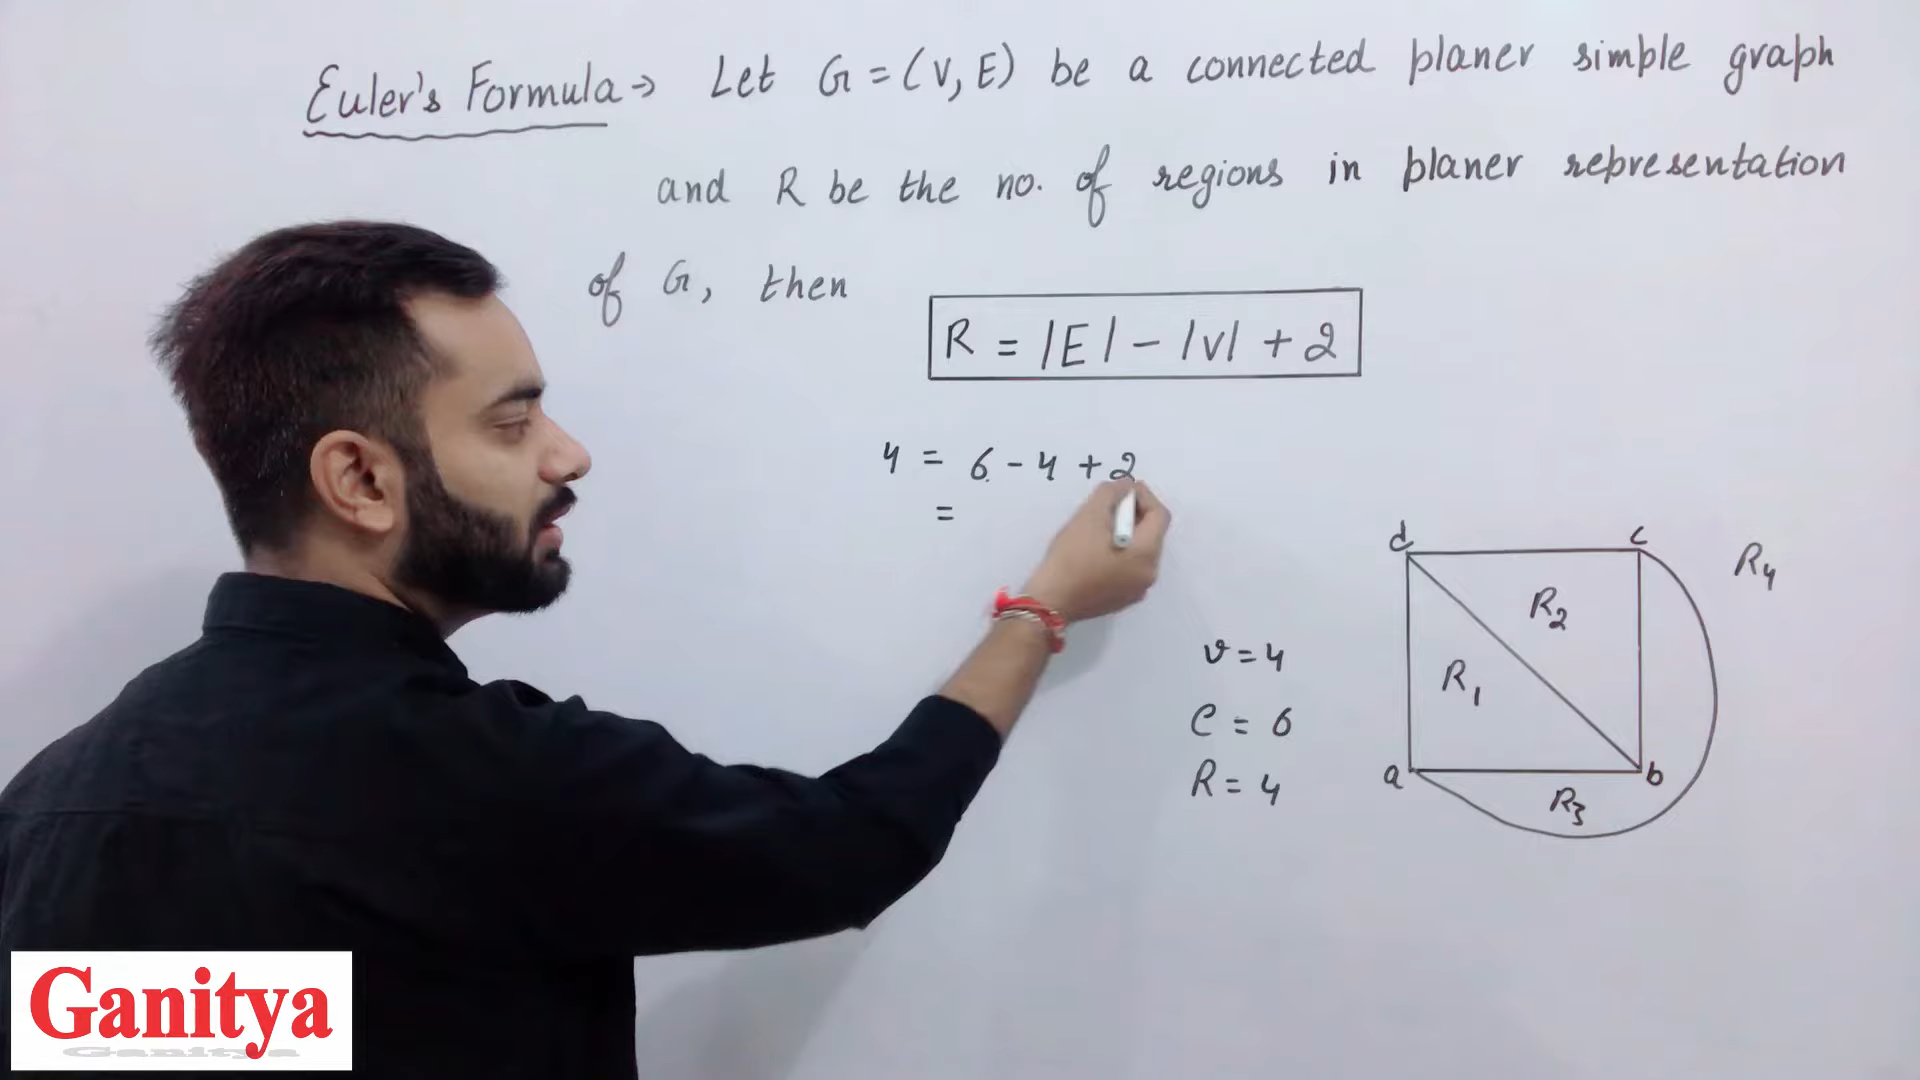 Euler's Formula → Let G = (V, E) be a connected planer simple graph
and R be the no. of regions in planer representation
of G, then
R = |E| - |V| + 2
4 = 6 - 4 + 2
=
d
c
R4
R2
v = 4
R1
e = 6
a
b
R = 4
R3
Ganitya